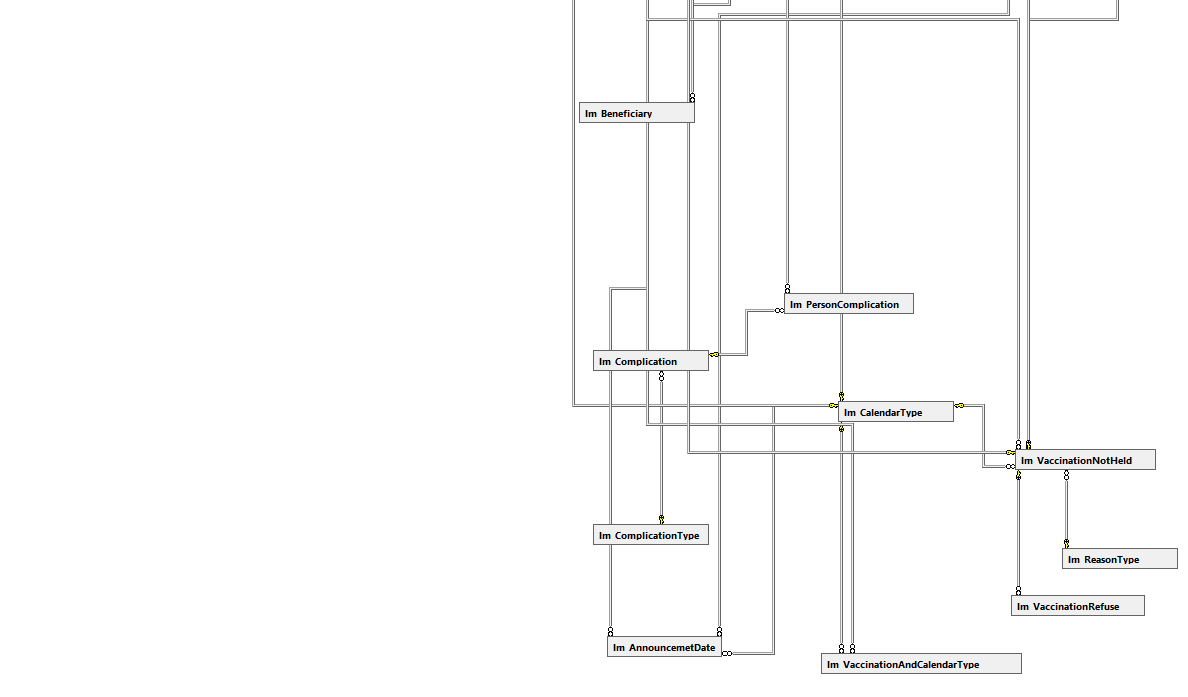 Im Beneficiary
Im PersonComplication
Im Complication
Im CalendarType
Im VaccinationNotHeld
Im ComplicationType
Im ReasonType
Im VaccinationRefuse
Im AnnouncemetDate
Im VaccinationAndCalendarType